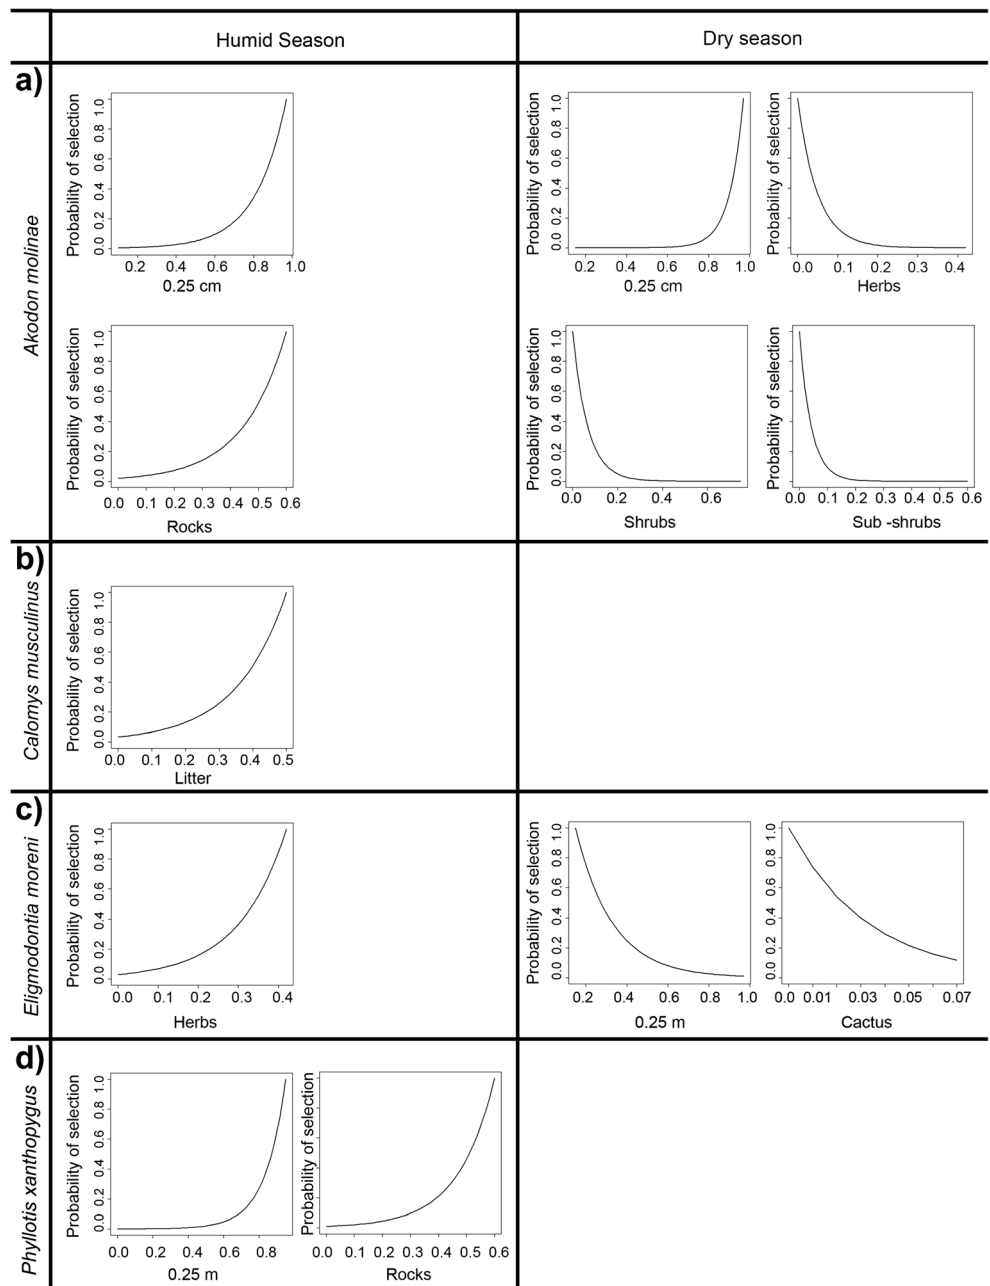 Humid Season
Dry season
a)
Akodon molinae
Probability of selection
0.0 0.2 0.4 0.6 0.8 1.0
0.2 0.4 0.6 0.8 1.0
0.25 cm
Probability of selection
0.0 0.2 0.4 0.6 0.8 1.0
0.2 0.4 0.6 0.8 1.0
0.25 cm
Probability of selection
0.0 0.2 0.4 0.6 0.8 1.0
0.0 0.1 0.2 0.3 0.4
Herbs
Probability of selection
0.0 0.2 0.4 0.6 0.8 1.0
0.0 0.1 0.2 0.3 0.4 0.5 0.6
Rocks
Probability of selection
0.0 0.2 0.4 0.6 0.8 1.0
0.0 0.2 0.4 0.6
Shrubs
Probability of selection
0.0 0.2 0.4 0.6 0.8 1.0
0.0 0.1 0.2 0.3 0.4 0.5 0.6
Sub -shrubs
b)
Calomys musculinus
Probability of selection
0.0 0.2 0.4 0.6 0.8 1.0
0.0 0.1 0.2 0.3 0.4 0.5
Litter
c)
Eligmodontia moreni
Probability of selection
0.0 0.2 0.4 0.6 0.8 1.0
0.0 0.1 0.2 0.3 0.4
Herbs
Probability of selection
0.0 0.2 0.4 0.6 0.8 1.0
0.2 0.4 0.6 0.8 1.0
0.25 m
0.0 0.2 0.4 0.6 0.8 1.0
0.0 0.01 0.03 0.05 0.07
Cactus
d)
Phyllotis xanthopygus
Probability of selection
0.0 0.2 0.4 0.6 0.8 1.0
0.0 0.2 0.4 0.6 0.8
0.25 m
Probability of selection
0.0 0.1 0.2 0.3 0.4 0.5 0.6
Rocks